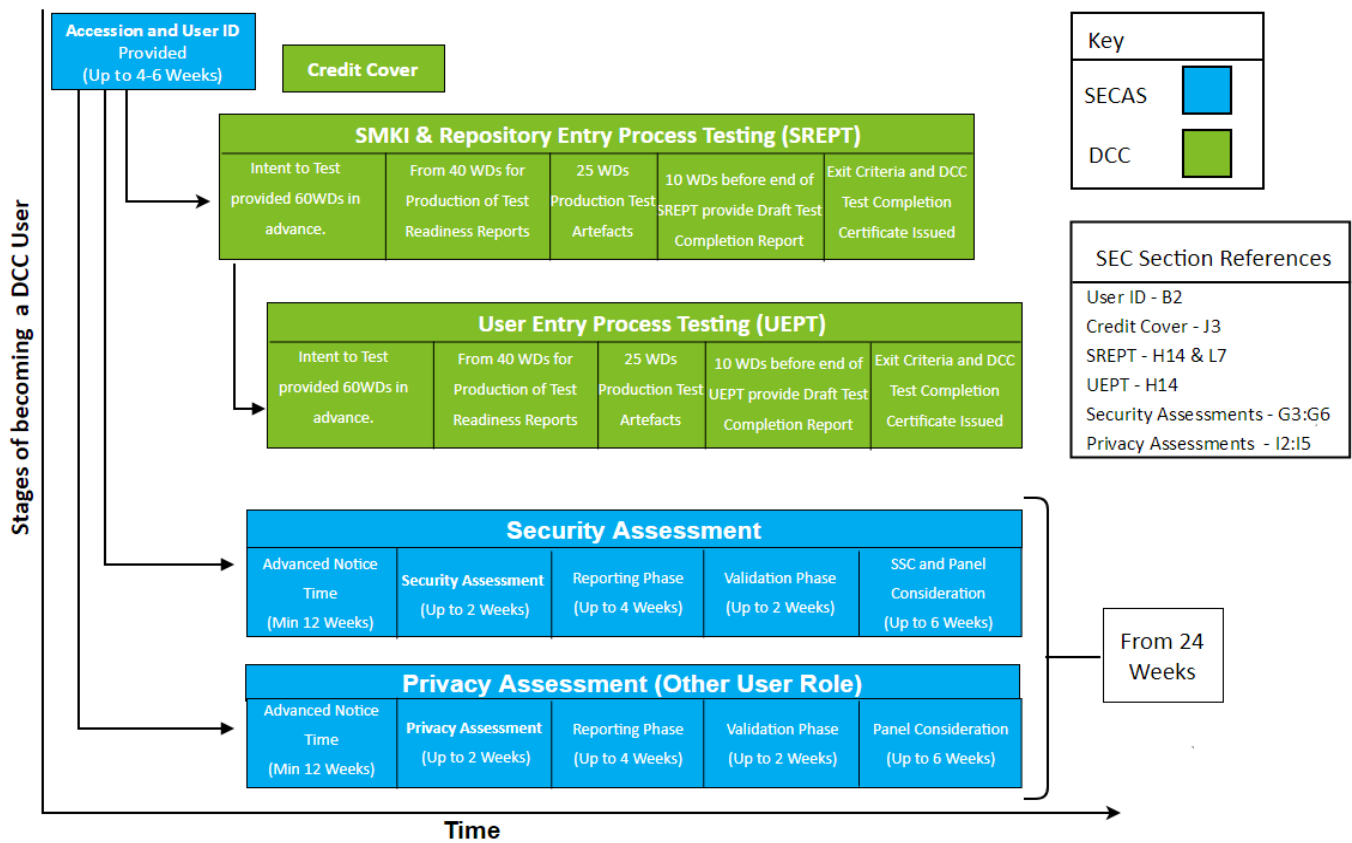 Accession and User ID
Provided
(Up to 4-6 Weeks)
Credit Cover
Key
SECAS
DCC
SMKI & Repository Entry Process Testing (SREPT)
Intent to Test
provided 60WDs in
advance.
From 40 WDs for
Production of Test
Readiness Reports
25 WDs
Production Test
Artefacts
10 WDs before end of
SREPT provide Draft Test
Completion Report
Exit Criteria and DCC
Test Completion
Certificate Issued
SEC Section References
User ID - B2
Credit Cover - J3
SREPT - H14 & L7
UEPT - H14
Security Assessments - G3:G6
Privacy Assessments - I2:I5
User Entry Process Testing (UEPT)
Intent to Test
provided 60WDs in
advance.
From 40 WDs for
Production of Test
Readiness Reports
25 WDs
Production Test
Artefacts
10 WDs before end of
UEPT provide Draft Test
Completion Report
Exit Criteria and DCC
Test Completion
Certificate Issued
Stages of becoming a DCC User
Security Assessment
Advanced Notice
Time
(Min 12 Weeks)
Security Assessment
(Up to 2 Weeks)
Reporting Phase
(Up to 4 Weeks)
Validation Phase
(Up to 2 Weeks)
SSC and Panel
Consideration
(Up to 6 Weeks)
From 24
Weeks
Privacy Assessment (Other User Role)
Advanced Notice
Time
(Min 12 Weeks)
Privacy Assessment
(Up to 2 Weeks)
Reporting Phase
(Up to 4 Weeks)
Validation Phase
(Up to 2 Weeks)
Panel Consideration
(Up to 6 Weeks)
Time